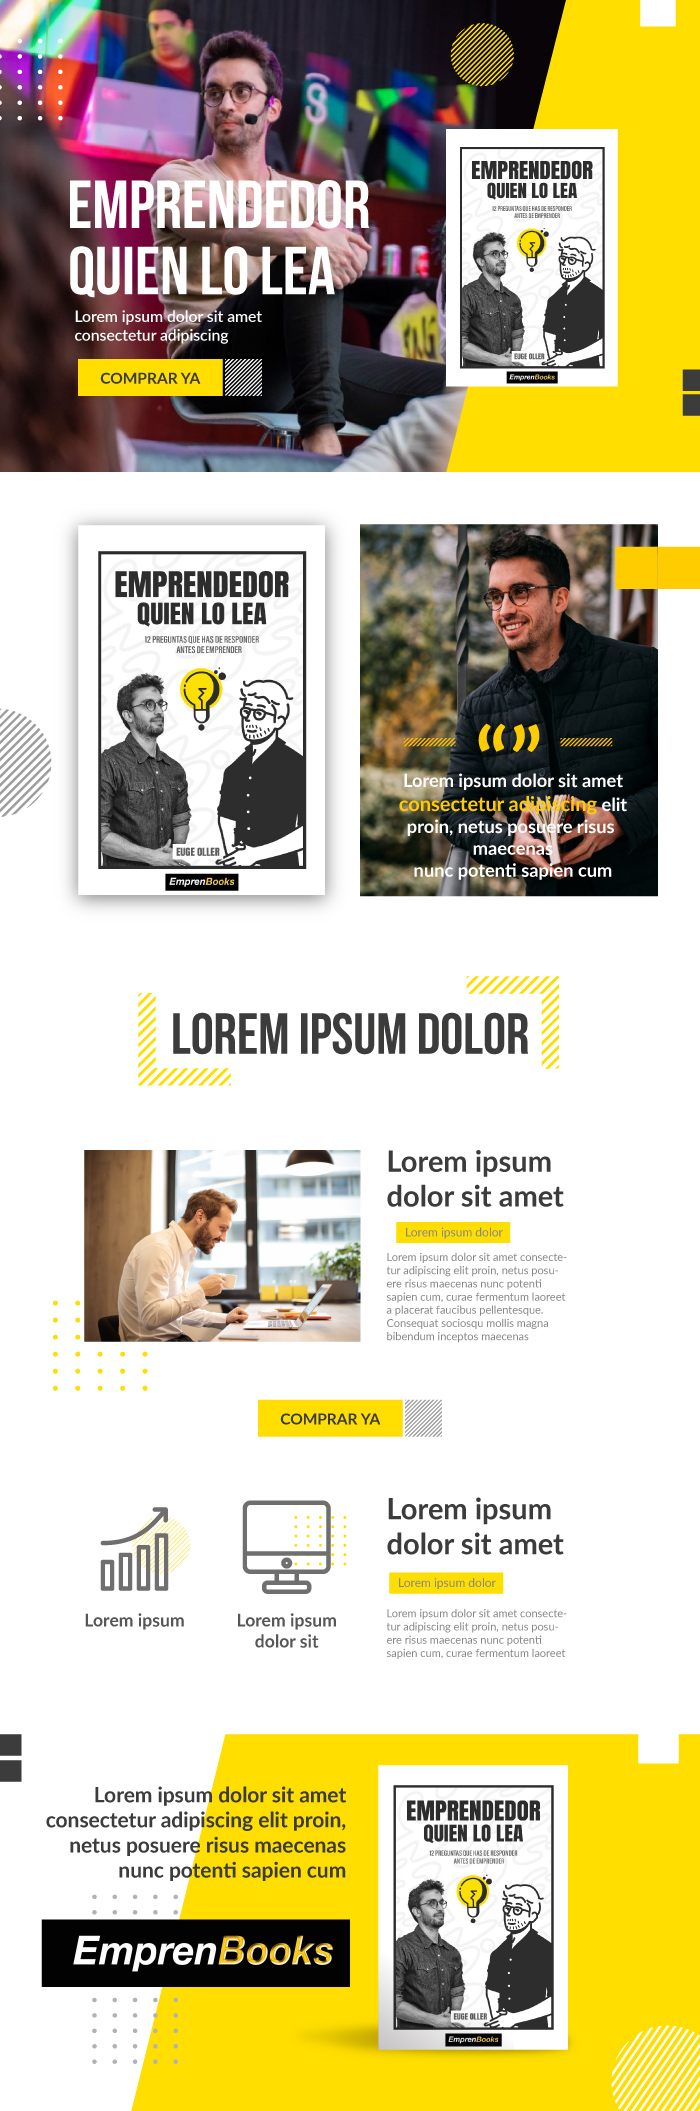 EMPRENDEDOR
QUIEN LO LEA
Lorem ipsum dolor sit amet
consectetur adipiscing
COMPRAR YA
EMPRENDEDOR
QUIEN LO LEA
12 PREGUNTAS QUE HAS DE RESPONDER
ANTES DE EMPRENDER
EUGE OLLER
EmprenBooks
EMPRENDEDOR
QUIEN LO LEA
12 PREGUNTAS QUE HAS DE RESPONDER
ANTES DE EMPRENDER
EUGE OLLER
EmprenBooks
Lorem ipsum dolor sit amet
consectetur adipiscing elit
proin, netus posuere risus
maecenas
nunc potenti sapien cum
LOREM IPSUM DOLOR
Lorem ipsum
dolor sit amet
Lorem ipsum dolor
Lorem ipsum dolor sit amet consecte-
tur adipiscing elit proin, netus posu-
ere risus maecenas nunc potenti
sapien cum, curae fermentum laoreet
a placerat faucibus pellentesque.
Consequat sociosqu mollis magna
bibendum inceptos maecenas
COMPRAR YA
Lorem ipsum
Lorem ipsum
dolor sit
Lorem ipsum
dolor sit amet
Lorem ipsum dolor
Lorem ipsum dolor sit amet consecte-
tur adipiscing elit proin, netus posu-
ere risus maecenas nunc potenti
sapien cum, curae fermentum laoreet
Lorem ipsum dolor sit amet
consectetur adipiscing elit proin,
netus posuere risus maecenas
nunc potenti sapien cum
EmprenBooks
EMPRENDEDOR
QUIEN LO LEA
12 PREGUNTAS QUE HAS DE RESPONDER
ANTES DE EMPRENDER
EUGE OLLER
EmprenBooks